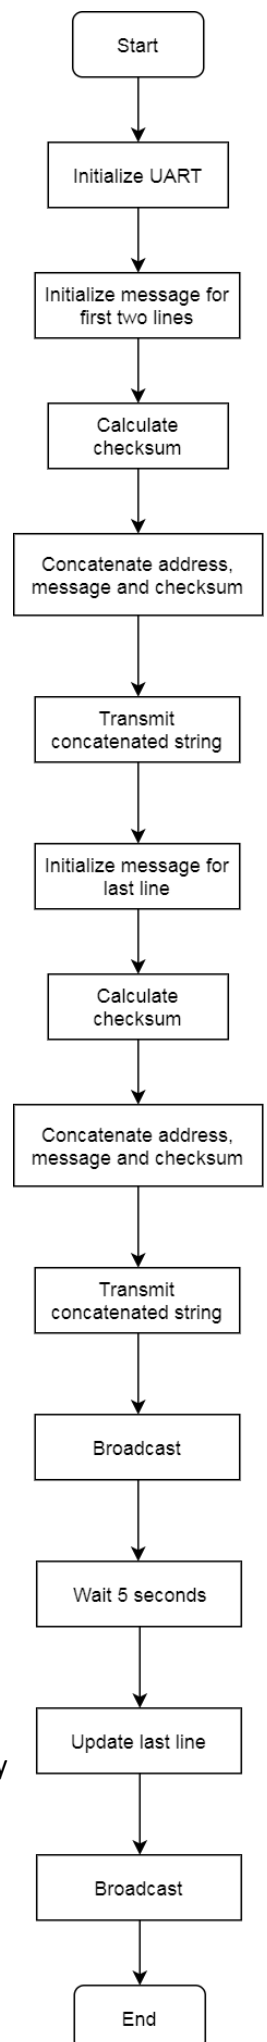 Start
Initialize UART
Initialize message for
first two lines
Calculate
checksum
Concatenate address,
message and checksum
Transmit
concatenated string
Initialize message for
last line
Calculate
checksum
Concatenate address,
message and checksum
Transmit
concatenated string
Broadcast
Wait 5 seconds
Update last line
y
Broadcast
End